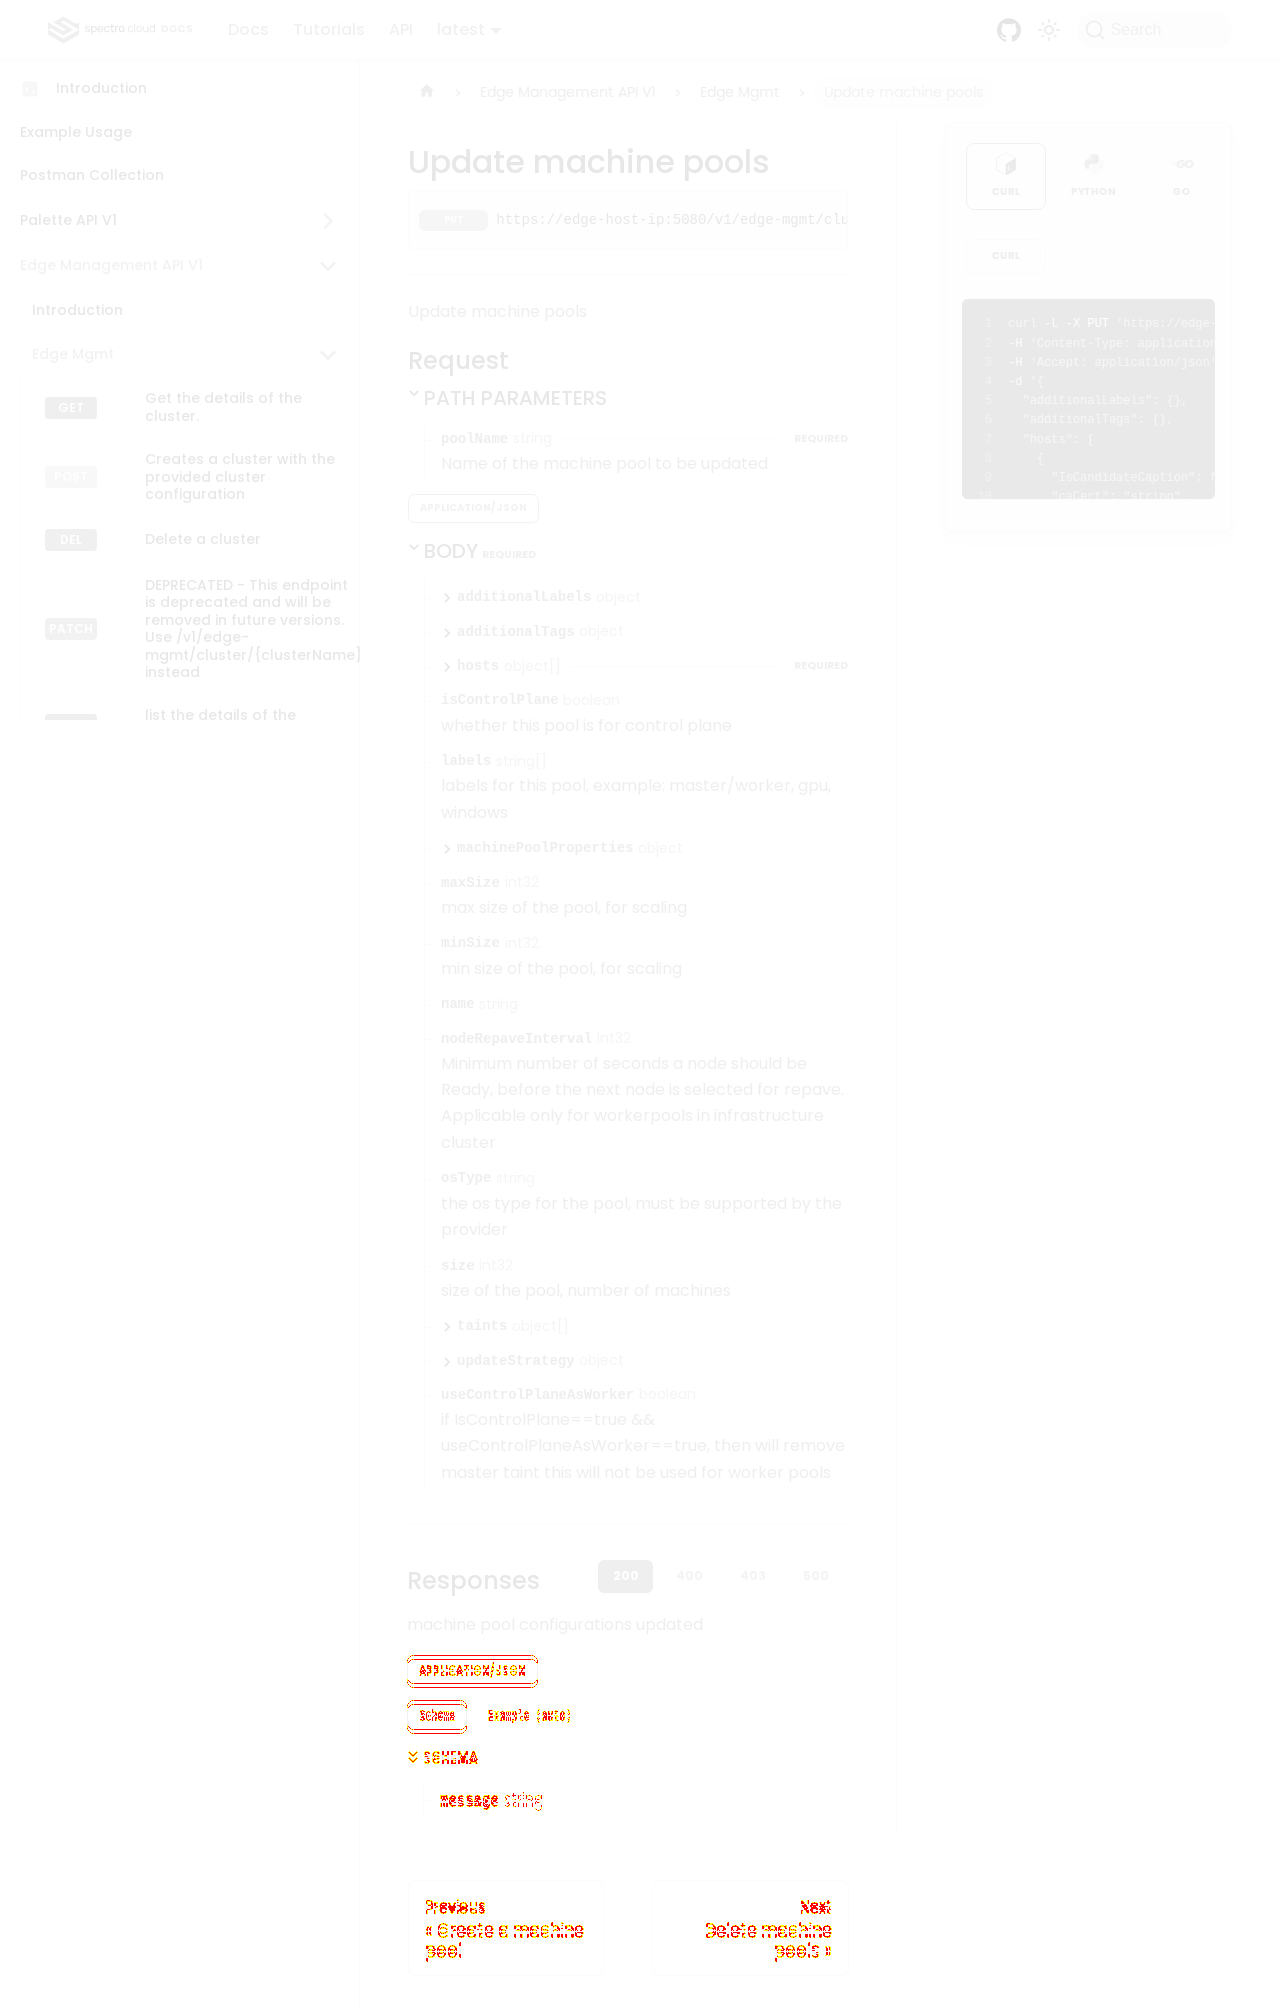 spectro cloud DOCS
Docs Tutorials API latest
Search
Introduction
Example Usage
Postman Collection
Palette API V1
Edge Management API V1
Introduction
Edge Mgmt
GET Get the details of the
cluster.
POST Creates a cluster with the
provided cluster
configuration
DEL Delete a cluster
PATCH DEPRECATED - This endpoint
is deprecated and will be
removed in future versions.
Use /v1/edge-
mgmt/cluster/{clusterName}
instead
list the details of the
Edge Management API V1 > Edge Mgmt > Update machine pools
Update machine pools
PUT https://edge-host-ip:5080/v1/edge-mgmt/clu
Update machine pools
Request
PATH PARAMETERS
poolName string REQUIRED
Name of the machine pool to be updated
APPLICATION/JSON
BODY REQUIRED
additionalLabels object
additionalTags object
hosts object[] REQUIRED
isControlPlane boolean
whether this pool is for control plane
labels string[]
labels for this pool, example: master/worker, gpu,
windows
machinePoolProperties object
maxSize int32
max size of the pool, for scaling
minSize int32
min size of the pool, for scaling
name string
nodeRepaveInterval int32
Minimum number of seconds a node should be
Ready, before the next node is selected for repave.
Applicable only for workerpools in infrastructure
cluster
osType string
the os type for the pool, must be supported by the
provider
size int32
size of the pool, number of machines
taints object[]
updateStrategy object
useControlPlaneAsWorker boolean
if IsControlPlane==true &&
useControlPlaneAsWorker==true, then will remove
master taint this will not be used for worker pools
Responses 200 400 403 500
machine pool configurations updated
APPLICATION/JSON
Schema Example (auto)
SCHEMA
message string
Previous
« Create a machine
pool
Next
Delete machine
pools »
CURL PYTHON GO
CURL
1 curl -L -X PUT 'https://edge-
2 -H 'Content-Type: application
3 -H 'Accept: application/json'
4 -d '{
5 "additionalLabels": {},
6 "additionalTags": {},
7 "hosts": [
8 {
9 "IsCandidateCaption": f
10 "caCert": "string"